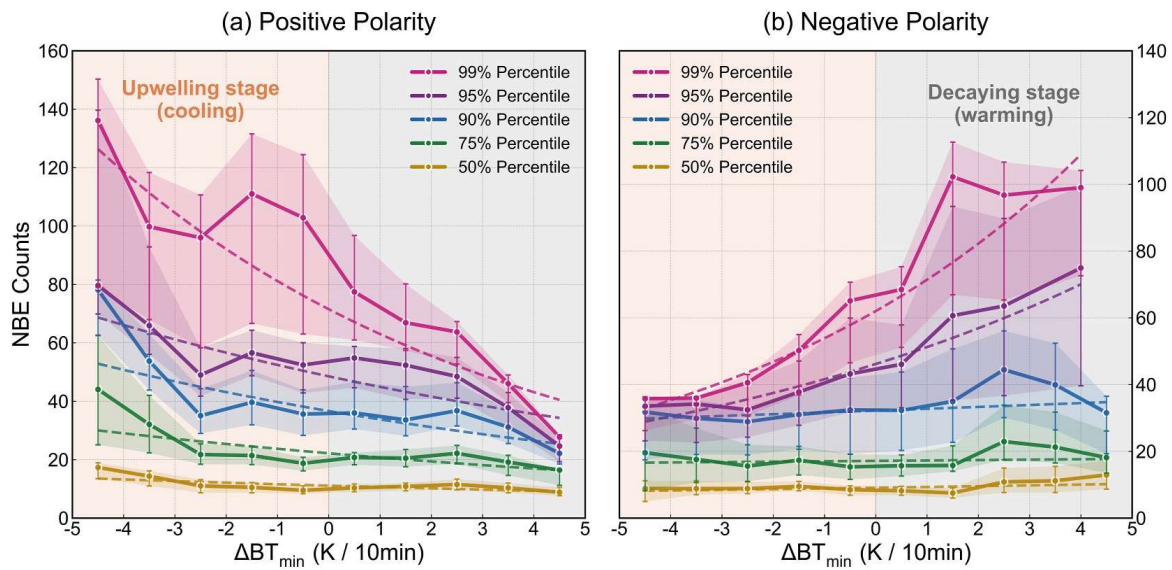 (a) Positive Polarity
(b) Negative Polarity
160
140
120
100
80
60
40
20
0
NBE Counts
Upwelling stage
(cooling)
99% Percentile
95% Percentile
90% Percentile
75% Percentile
50% Percentile
-5 -4 -3 -2 -1 0 1 2 3 4 5
ΔBT_min (K / 10min)
99% Percentile
95% Percentile
90% Percentile
75% Percentile
50% Percentile
Decaying stage
(warming)
140
120
100
80
60
40
20
0
-5 -4 -3 -2 -1 0 1 2 3 4 5
ΔBT_min (K / 10min)